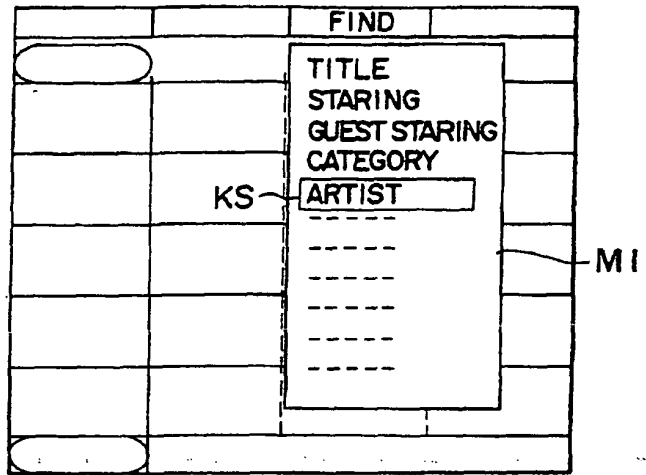 FIND
TITLE
STARING
GUEST STARING
CATEGORY
KS ARTIST
MI